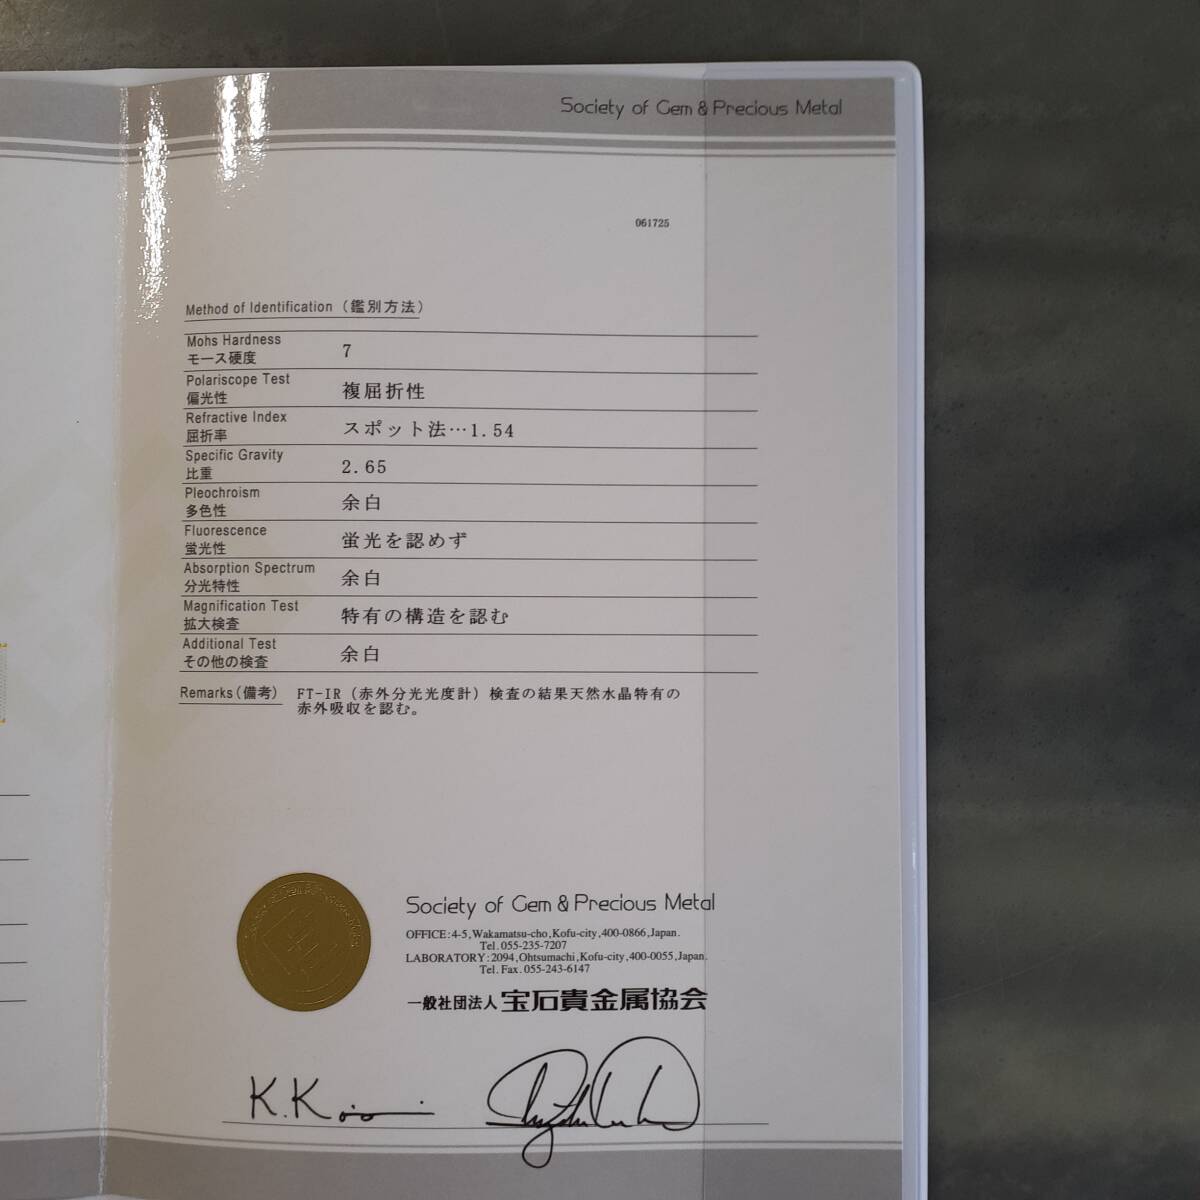 Society of Gem & Precious Metal
061725
Method of Identification（鑑別方法）
Mohs Hardness
モース硬度 7
Polariscope Test
偏光性 複屈折性
Refractive Index
屈折率 スポット法…1.54
Specific Gravity
比重 2.65
Pleochroism
多色性 余白
Fluorescence
蛍光性 蛍光を認めず
Absorption Spectrum
分光特性 余白
Magnification Test
拡大検査 特有の構造を認む
Additional Test
その他の検査 余白
Remarks（備考） FT-IR（赤外分光光度計）検査の結果天然水晶特有の
赤外吸収を認む。
Society of Gem & Precious Metal
OFFICE:4-5,Wakamatsu-cho,Kofu-city,400-0866,Japan.
Tel.055-235-7207
LABORATORY:2094,Ohtsumachi,Kofu-city,400-0055,Japan.
Tel.Fax.055-243-6147
一般社団法人 宝石貴金属協会